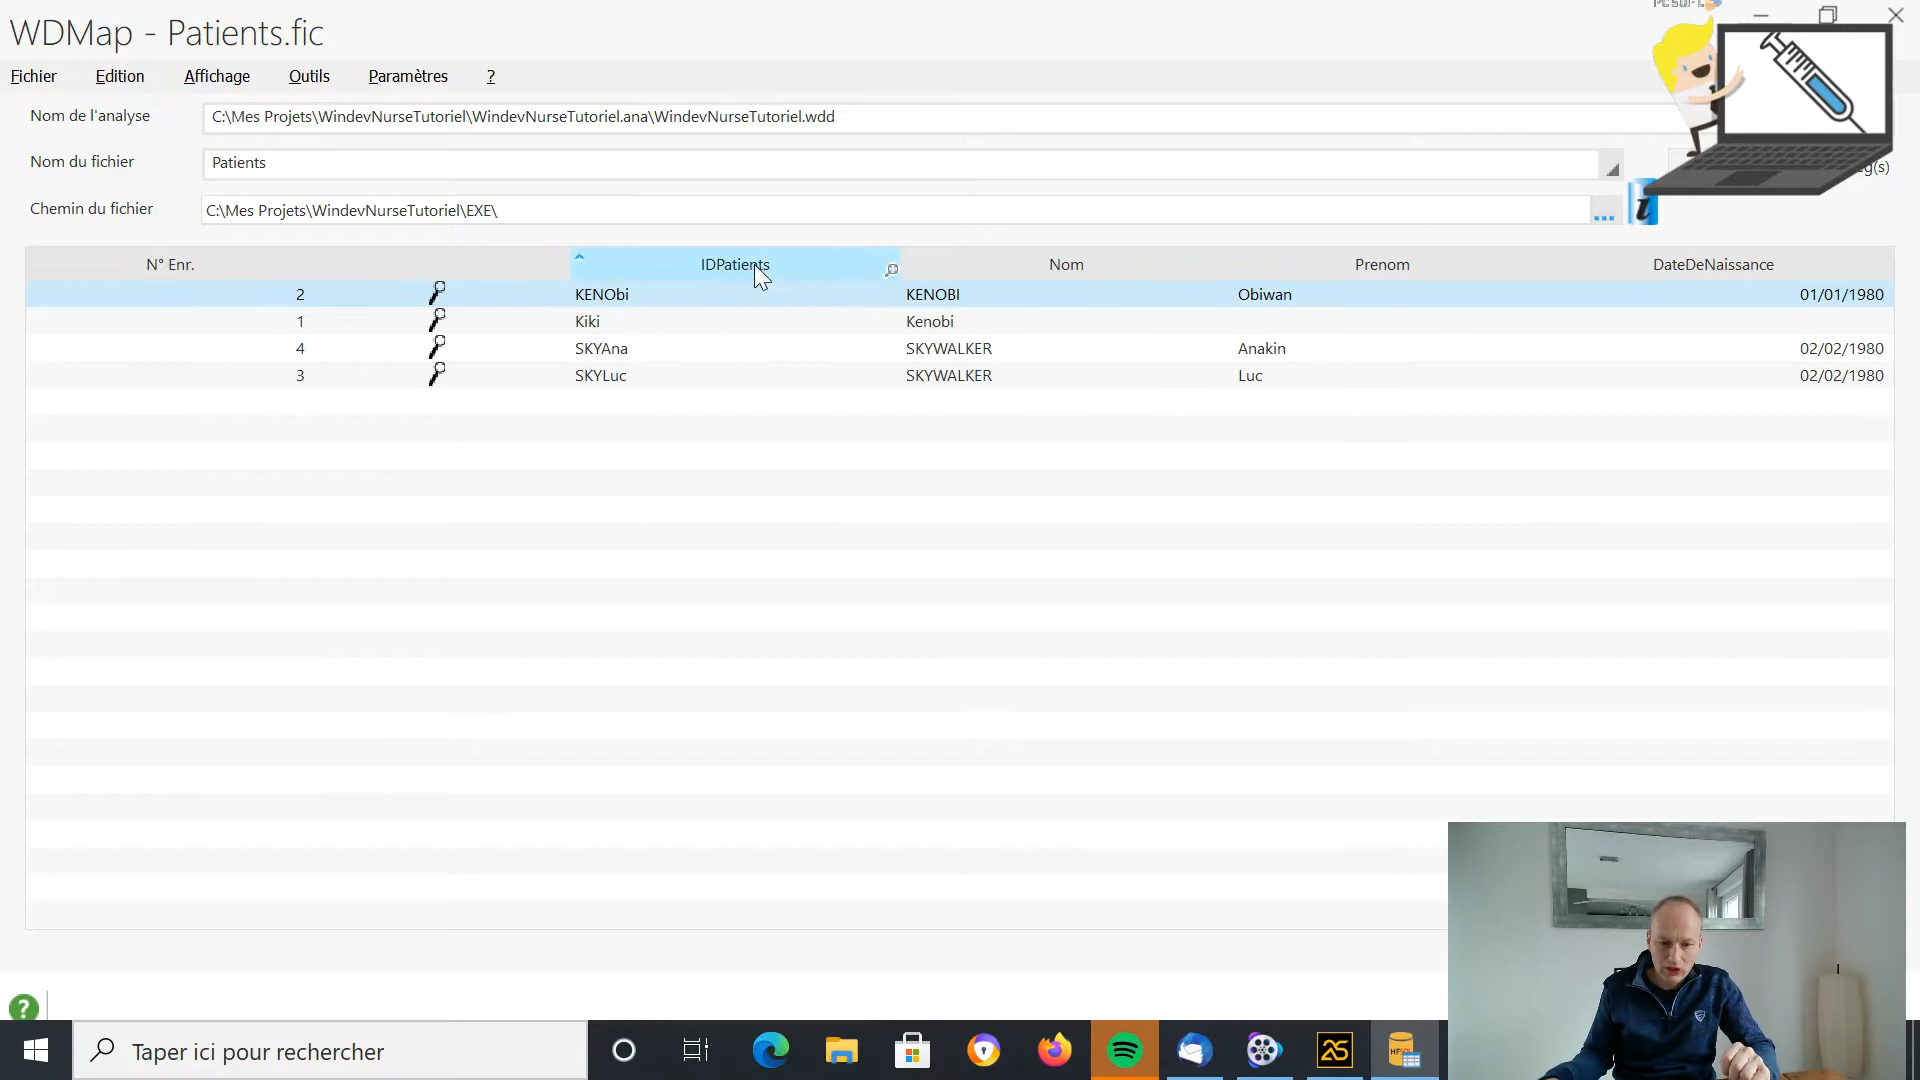 WDMap - Patients.fic
Fichier Edition Affichage Outils Paramètres ?
Nom de l'analyse C:\Mes Projets\WindevNurseTutoriel\WindevNurseTutoriel.ana\WindevNurseTutoriel.wdd
Nom du fichier Patients
Chemin du fichier C:\Mes Projets\WindevNurseTutoriel\EXE\ ...
N° Enr. IDPatients Nom Prenom DateDeNaissance
2 KENObi KENOBI Obiwan 01/01/1980
1 Kiki Kenobi
4 SKYAna SKYWALKER Anakin 02/02/1980
3 SKYLuc SKYWALKER Luc 02/02/1980
?
Taper ici pour rechercher